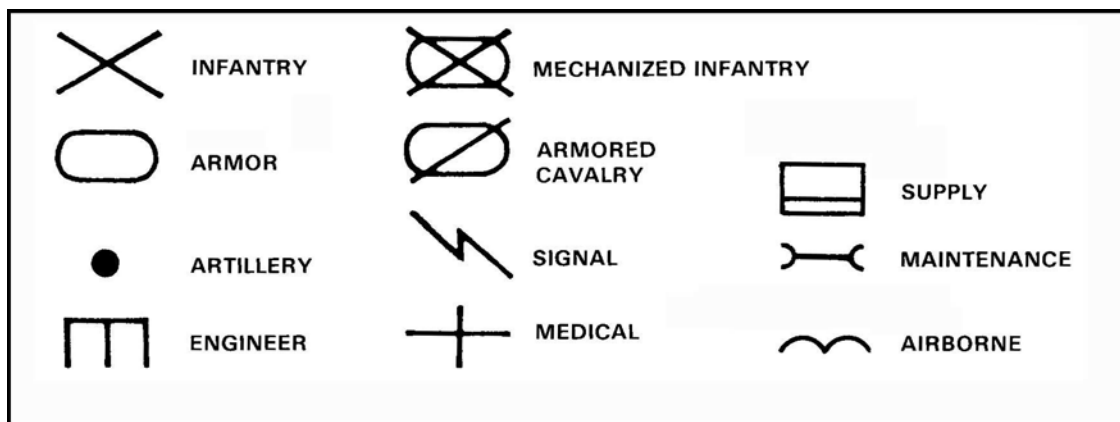 INFANTRY
MECHANIZED INFANTRY
ARMOR
ARMORED
CAVALRY
SUPPLY
ARTILLERY
SIGNAL
MAINTENANCE
ENGINEER
MEDICAL
AIRBORNE